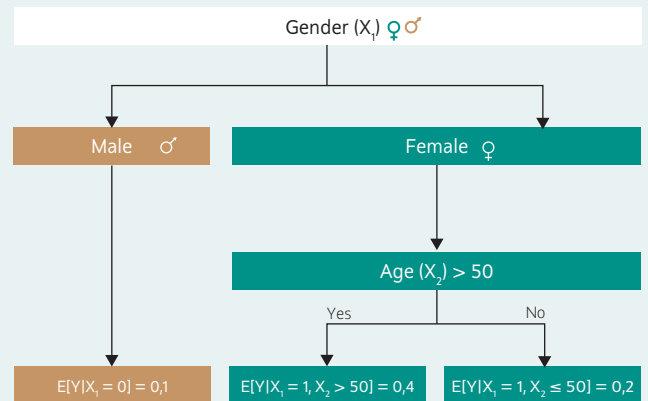 Gender (X₁) ♀♂
Male ♂
Female ♀
Age (X₂) > 50
Yes
No
E[Y|X₁ = 0] = 0,1
E[Y|X₁ = 1, X₂ > 50] = 0,4
E[Y|X₁ = 1, X₂ ≤ 50] = 0,2